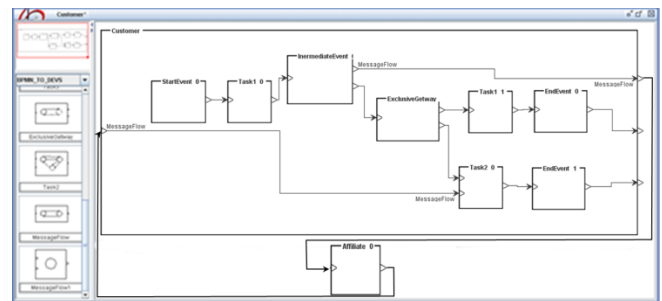 Customer*
BPMN_TO_DEVS
ExclusiveGetway
Task2
MessageFlow
MessageFlow1
Customer
InermediateEvent
MessageFlow
MessageFlow
StartEvent 0
Task1 0
ExclusiveGetway
Task1 1
EndEvent 0
MessageFlow
Task2 0
EndEvent 1
MessageFlow
Affiliate 0